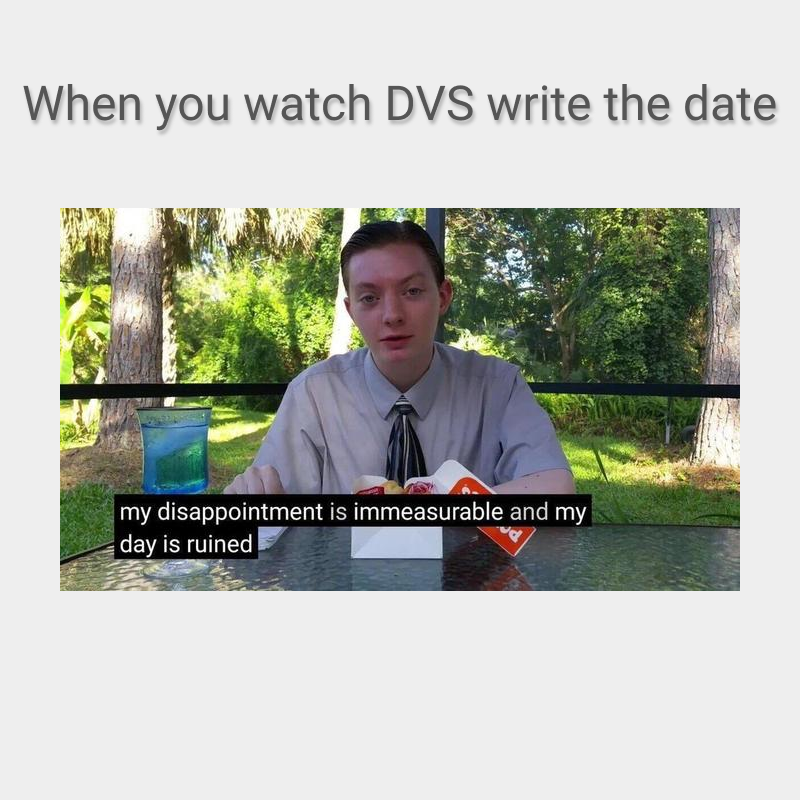 When you watch DVS write the date
my disappointment is immeasurable and my
day is ruined